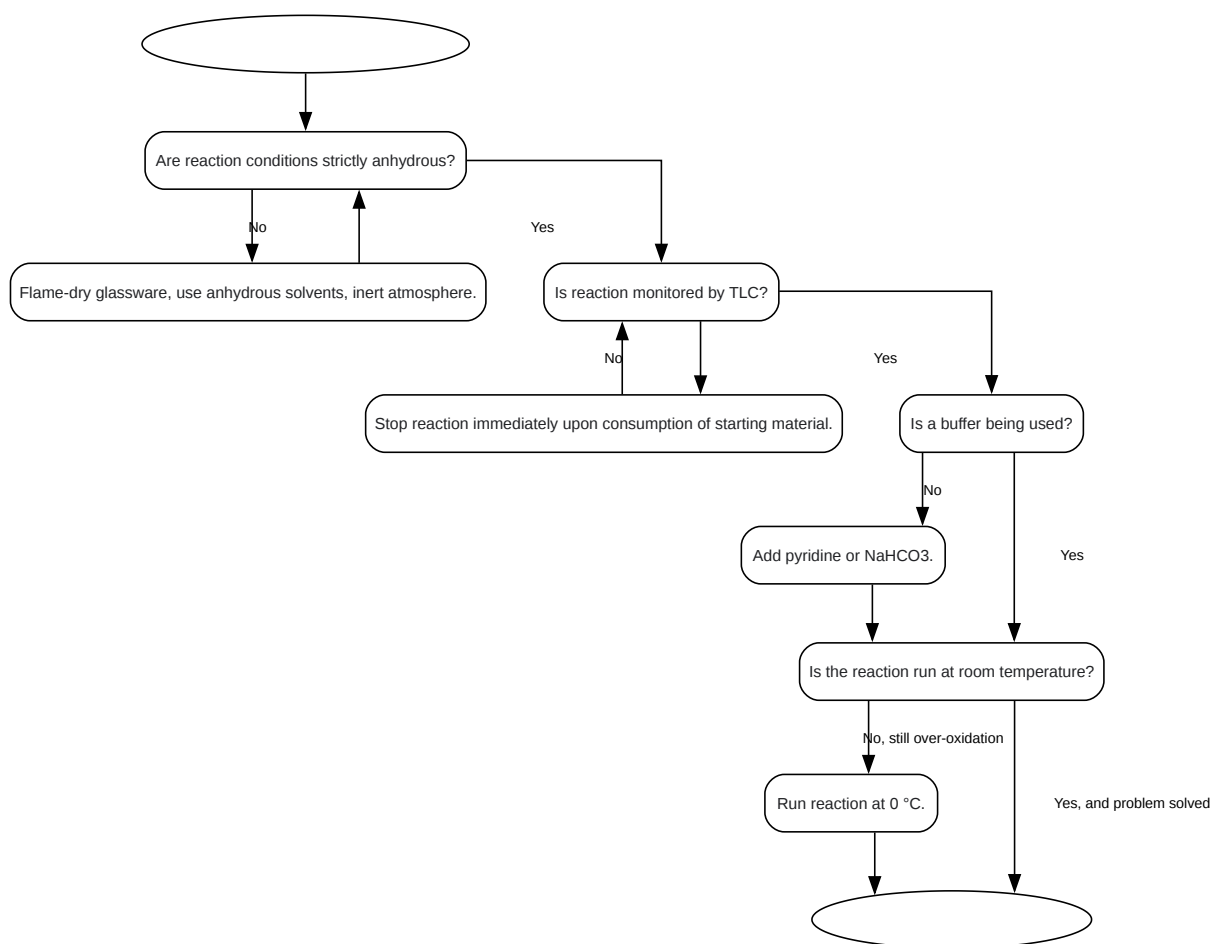 Are reaction conditions strictly anhydrous?
No
Yes
Flame-dry glassware, use anhydrous solvents, inert atmosphere.
Is reaction monitored by TLC?
No
Yes
Stop reaction immediately upon consumption of starting material.
Is a buffer being used?
No
Add pyridine or NaHCO3.
Yes
Is the reaction run at room temperature?
No, still over-oxidation
Run reaction at 0 °C.
Yes, and problem solved